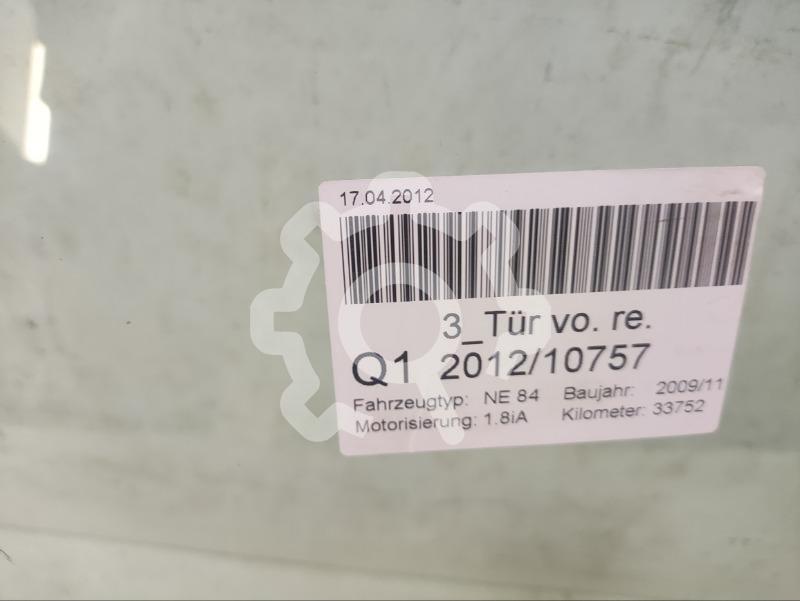 17.04.2012
3_Tür vo. re.
Q1 2012/10757
Fahrzeugtyp: NE 84 Baujahr: 2009/11
Motorisierung: 1.8iA Kilometer: 33752